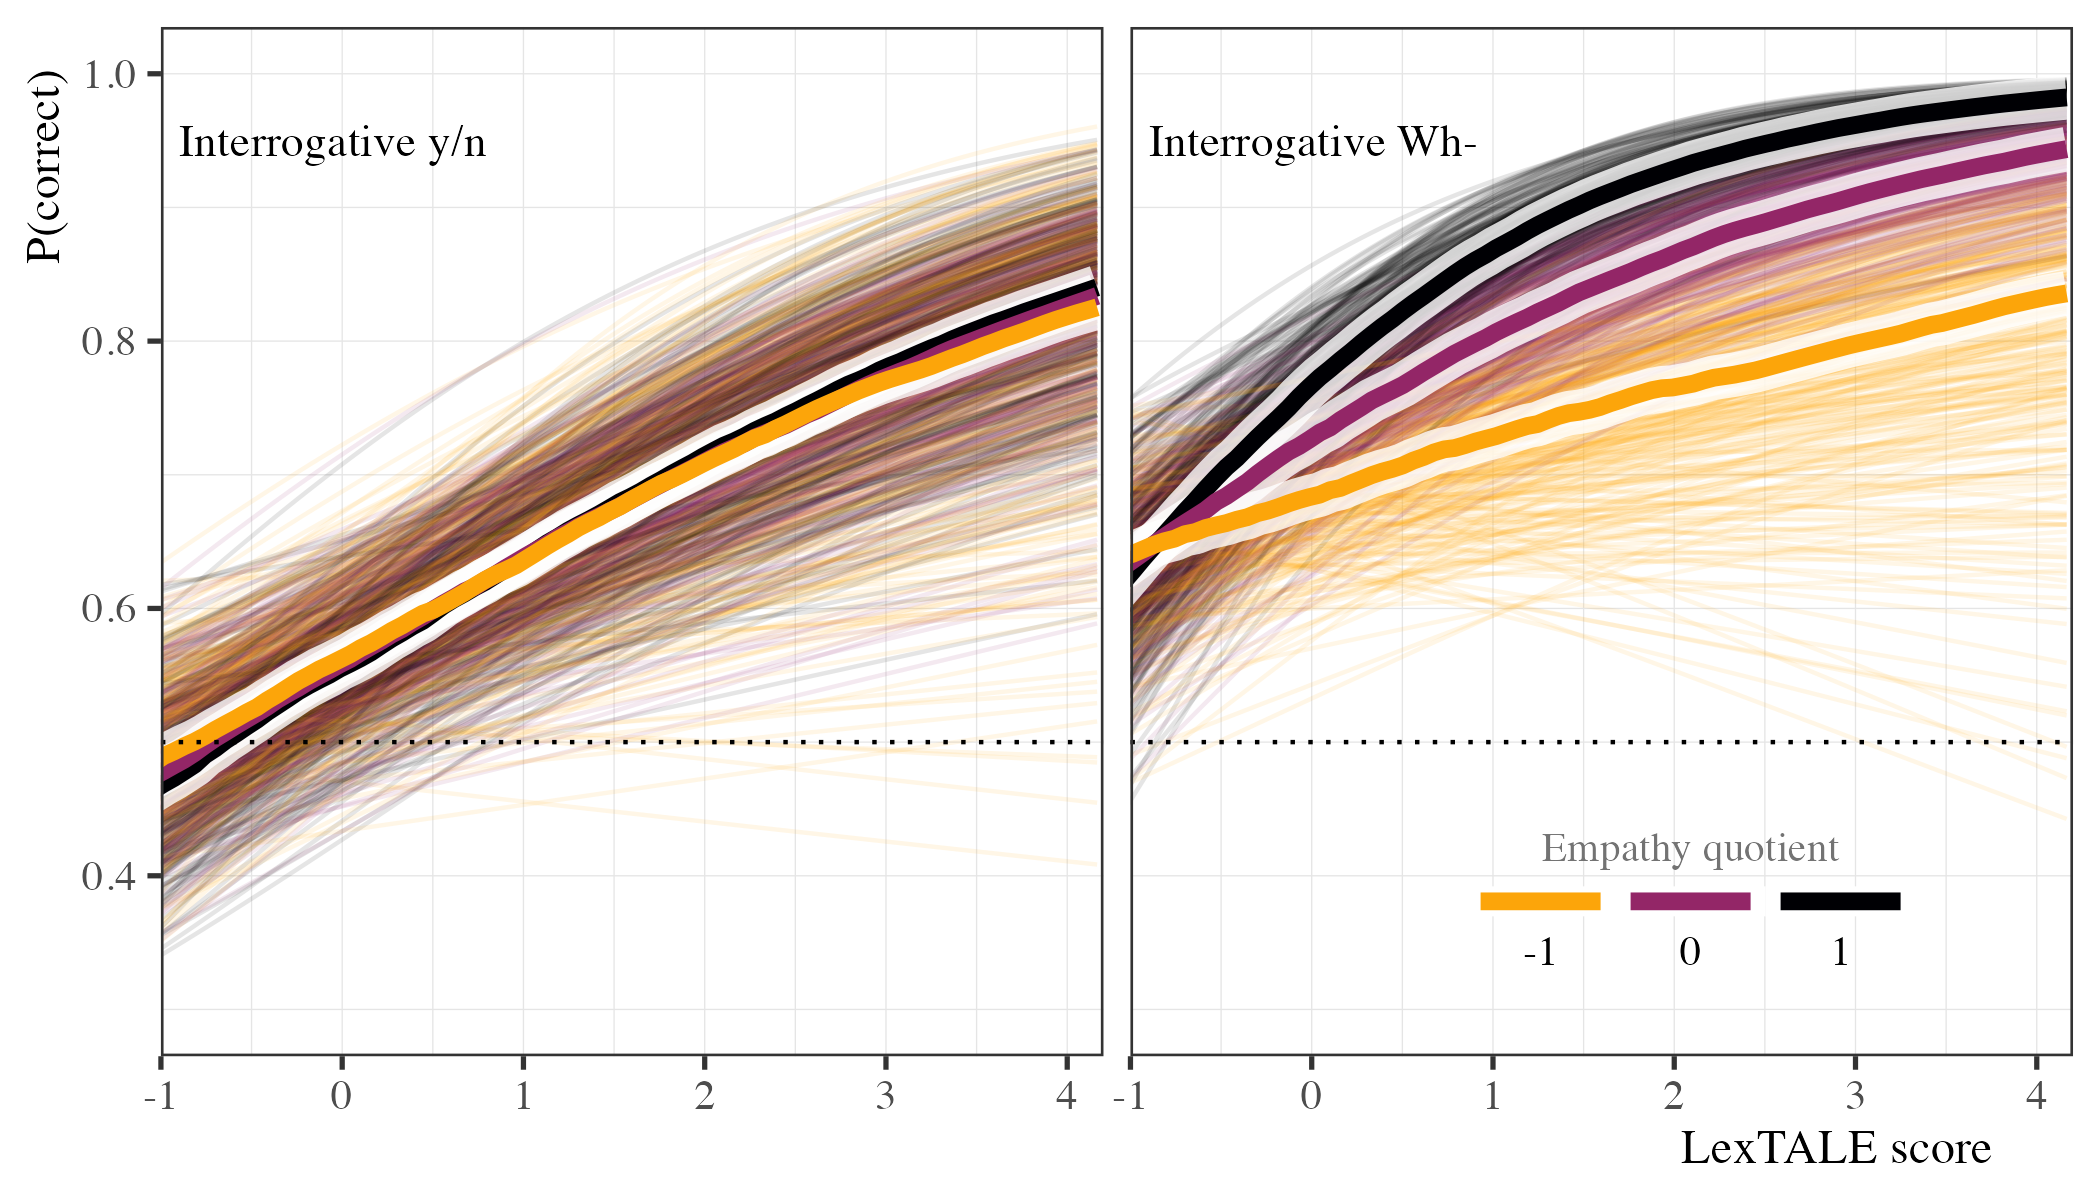 P(correct)
1.0
0.8
0.6
0.4
Interrogative y/n
Interrogative Wh-
Empathy quotient
-1 0 1
-1 0 1 2 3 4
-1 0 1 2 3 4
LexTALE score